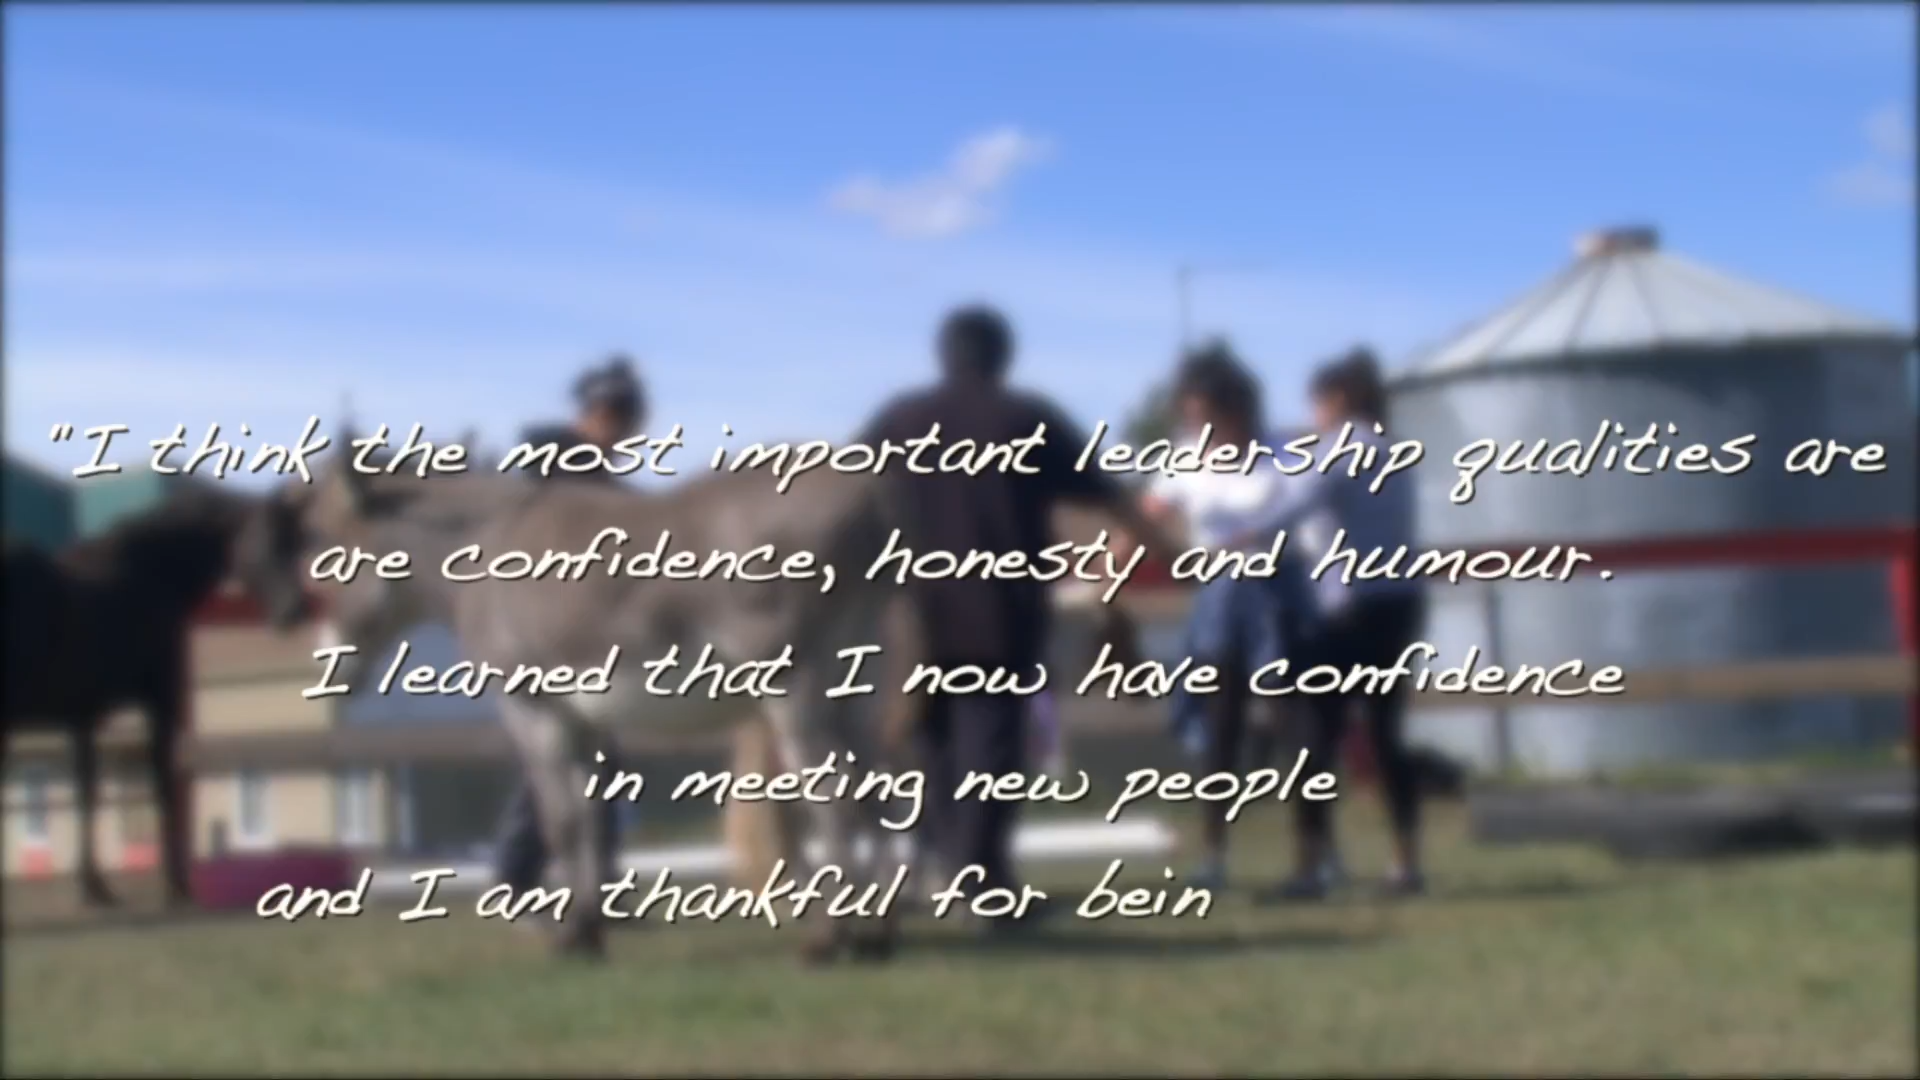 "I think the most important leadership qualities are
are confidence, honesty and humour.
I learned that I now have confidence
in meeting new people
and I am thankful for bein